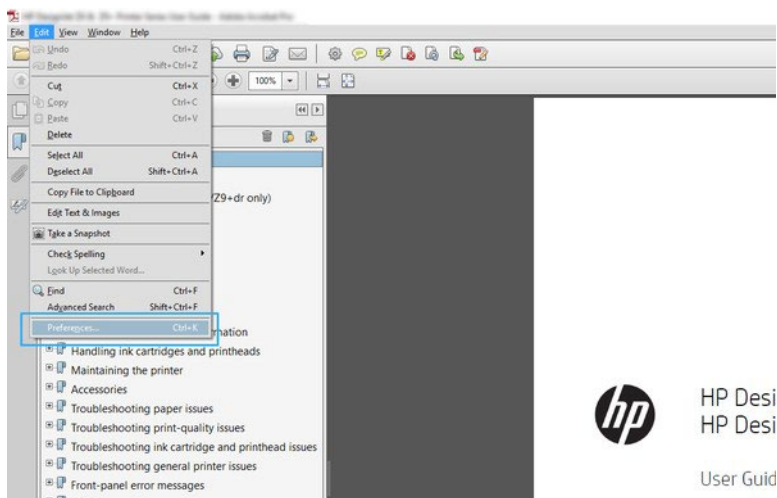 File Edit View Window Help
Undo Ctrl+Z
Redo Shift+Ctrl+Z
Cut Ctrl+X
Copy Ctrl+C
Paste Ctrl+V
Delete
Select All Ctrl+A
Deselect All Shift+Ctrl+A
Copy File to Clipboard
Edit Text & Images
Take a Snapshot
Check Spelling
Look Up Selected Word...
Find Ctrl+F
Advanced Search Shift+Ctrl+F
Preferences... Ctrl+K
100%
/Z9+dr only)
mation
Handling ink cartridges and printheads
Maintaining the printer
Accessories
Troubleshooting paper issues
Troubleshooting print-quality issues
Troubleshooting ink cartridge and printhead issues
Troubleshooting general printer issues
Front-panel error messages
hp
HP Desi
HP Desi
User Guid